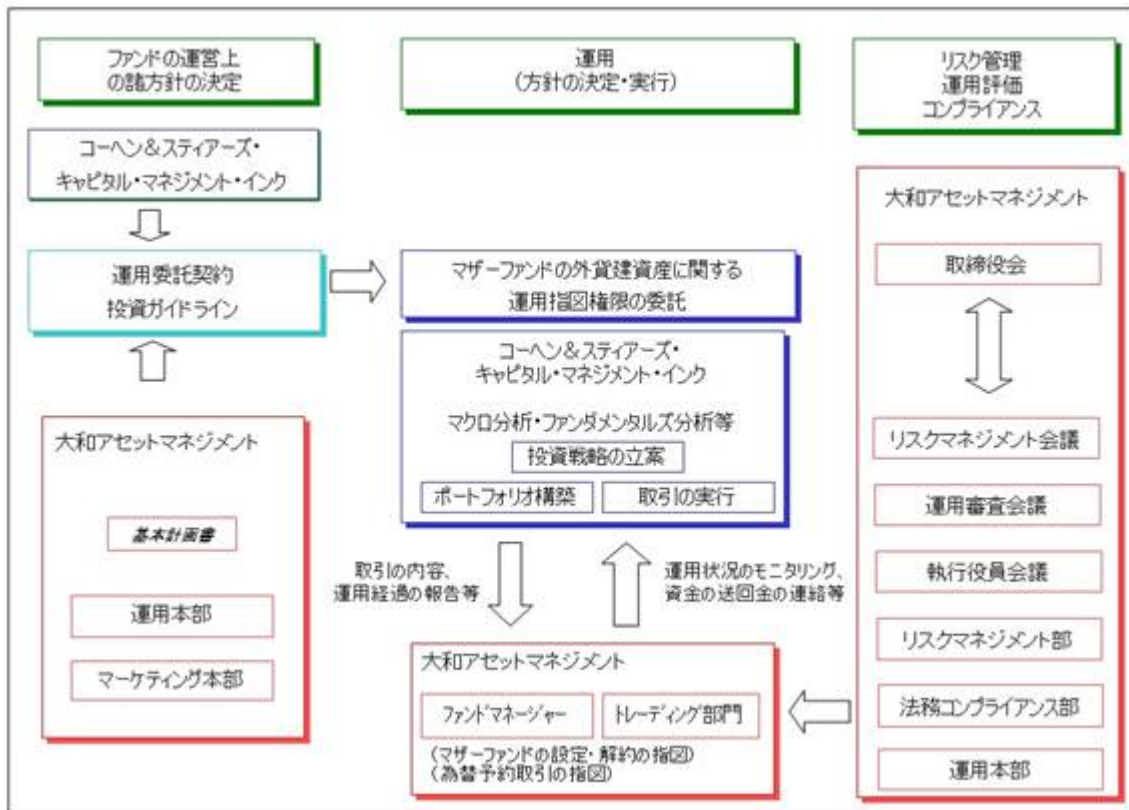 ファンドの運営上
の諸方針の決定
運用
(方針の決定・実行)
リスク管理
運用評価
コンプライアンス
コーヘン&スティアーズ・
キャピタル・マネジメント・インク
運用委託契約
投資ガイドライン
マザーファンドの外貨建資産に関する
運用指図権限の委託
コーヘン&スティアーズ・
キャピタル・マネジメント・インク
マクロ分析・ファンダメンタルズ分析等
投資戦略の立案
ポートフォリオ構築
取引の実行
大和アセットマネジメント
基本計画書
運用本部
マーケティング本部
取引の内容、
運用経過の報告等
運用状況のモニタリング、
資金の送回金の連絡等
大和アセットマネジメント
ファンドマネージャー
トレーディング部門
(マザーファンドの設定・解約の指図)
(為替予約取引の指図)
大和アセットマネジメント
取締役会
リスクマネジメント会議
運用審査会議
執行役員会議
リスクマネジメント部
法務コンプライアンス部
運用本部